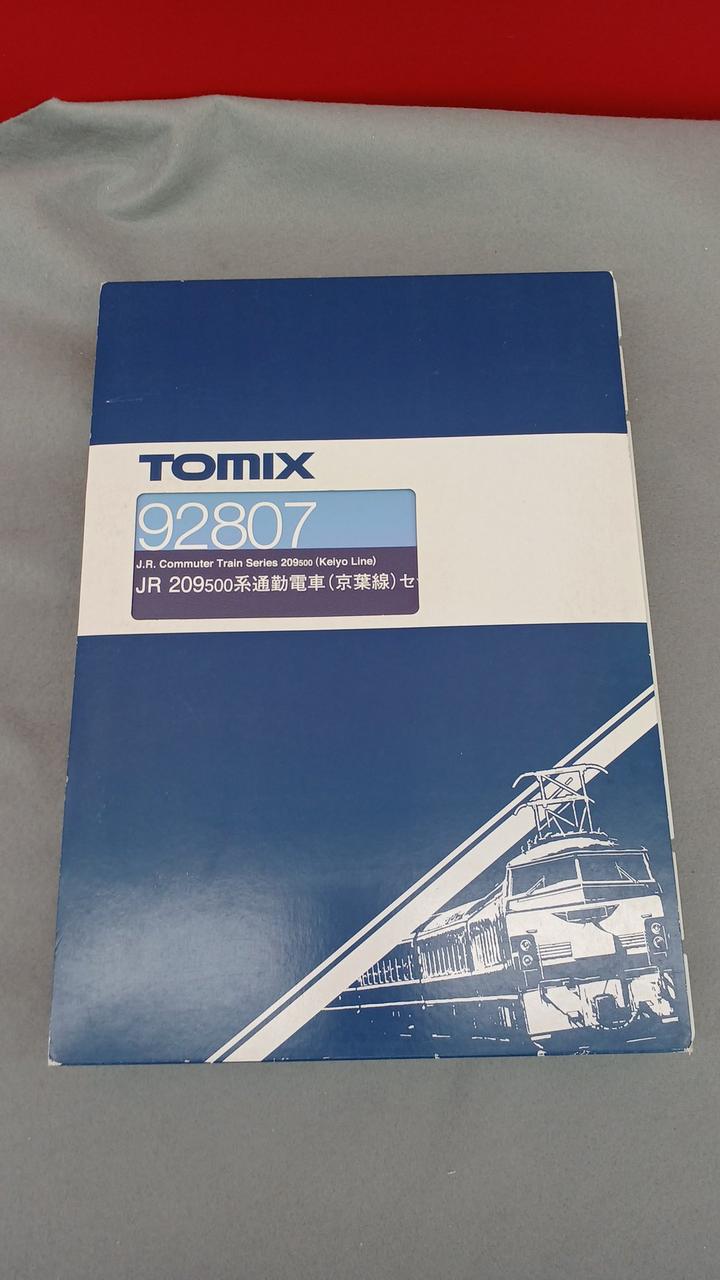 TOMIX
92807
J.R. Commuter Train Series 209500 (Keiyo Line)
JR 209500系通勤電車(京葉線)セ